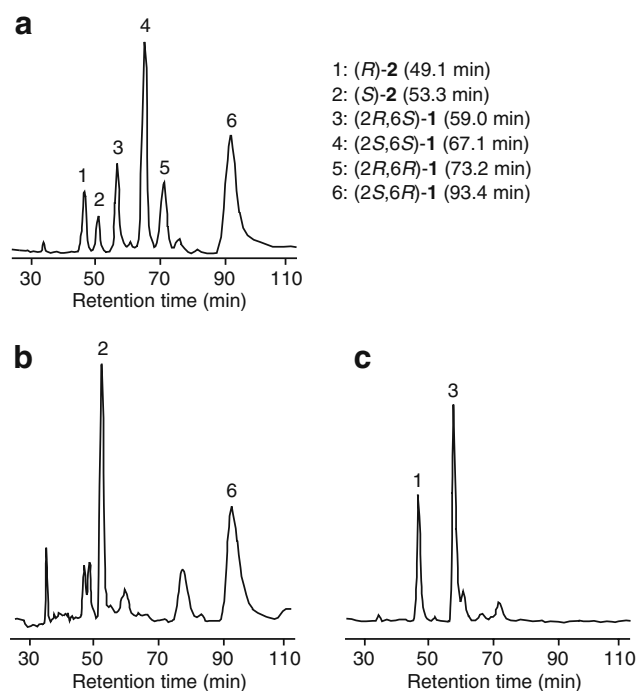 a
4
6
3
5
1
2
30 50 70 90 110
Retention time (min)
1: (R)-2 (49.1 min)
2: (S)-2 (53.3 min)
3: (2R,6S)-1 (59.0 min)
4: (2S,6S)-1 (67.1 min)
5: (2R,6R)-1 (73.2 min)
6: (2S,6R)-1 (93.4 min)
b
2
6
30 50 70 90 110
Retention time (min)
c
3
1
30 50 70 90 110
Retention time (min)